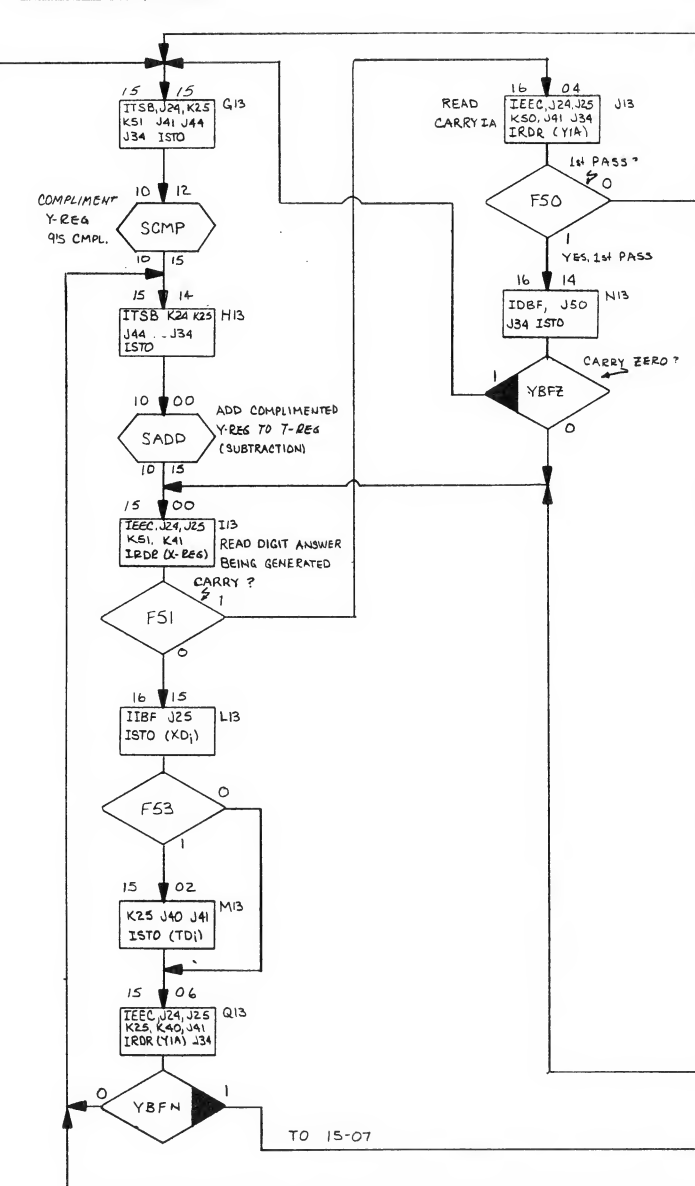 15 15
ITSB, J24, K25
K51 J41 J44
J34 ISTO
G13
COMPLIMENT
Y-REG
9'S CMPL.
10 12
SCMP
10 15
15 14
ITSB K24 K25
J44 .. J34
ISTO
H13
10 00
SADD
10 15
ADD COMPLIMENTED
Y-REG TO T-REG
(SUBTRACTION)
15 00
IEEC, J24, J25
K51, K41
IRDR (X-REG)
I13
READ DIGIT ANSWER
BEING GENERATED
CARRY ?
F51
1
0
16 15
IIBF J25
ISTO (XDi)
L13
F53
0
1
15 02
K25 J40 J41
ISTO (TDi)
M13
15 06
IEEC, J24, J25
K25, K40, J41
IRDR (Y1A) J34
Q13
0
YBFN
1
TO 15-07
READ
CARRY IA
16 04
IEEC, J24, J25
K50, J41 J34
IRDR (Y1A)
J13
1st PASS ?
F50
0
1
YES, 1st PASS
16 14
IDBF, J50
J34 ISTO
N13
CARRY ZERO ?
1
YBFZ
0